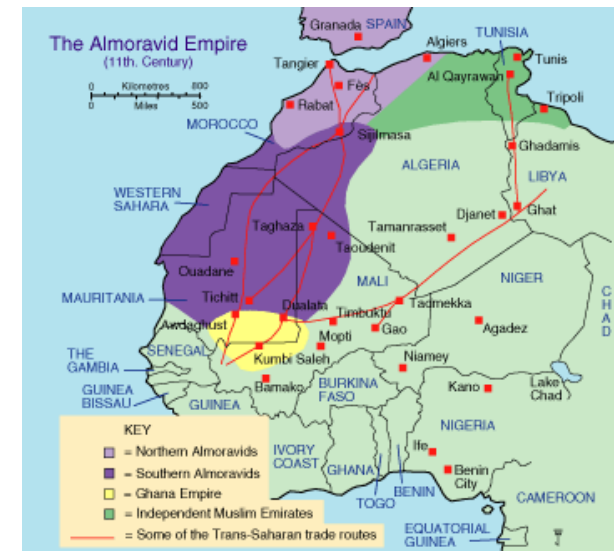 The Almoravid Empire
(11th. Century)
0 Kilometres 800
0 Miles 500
Granada
SPAIN
TUNISIA
Tangier
Algiers
Tunis
Fès
Al Qayrawan
Rabat
Tripoli
MOROCCO
Sijilmasa
Ghadamis
ALGERIA
LIBYA
WESTERN
SAHARA
Djanet
Ghat
Taghaza
Tamanrasset
Taoudenit
Ouadane
MALI
NIGER
MAURITANIA
Tichitt
Oualata
Timbuktu
Tadmekka
CHAD
Awdaghust
Gao
Agadez
SENEGAL
Mopti
THE
GAMBIA
Kumbi Saleh
Niamey
GUINEA
BISSAU
Bamako
BURKINA
FASO
Kano
Lake
Chad
GUINEA
NIGERIA
KEY
= Northern Almoravids
= Southern Almoravids
= Ghana Empire
= Independent Muslim Emirates
= Some of the Trans-Saharan trade routes
IVORY
COAST
GHANA
TOGO
BENIN
Ife
Benin
City
CAMEROON
EQUATORIAL
GUINEA